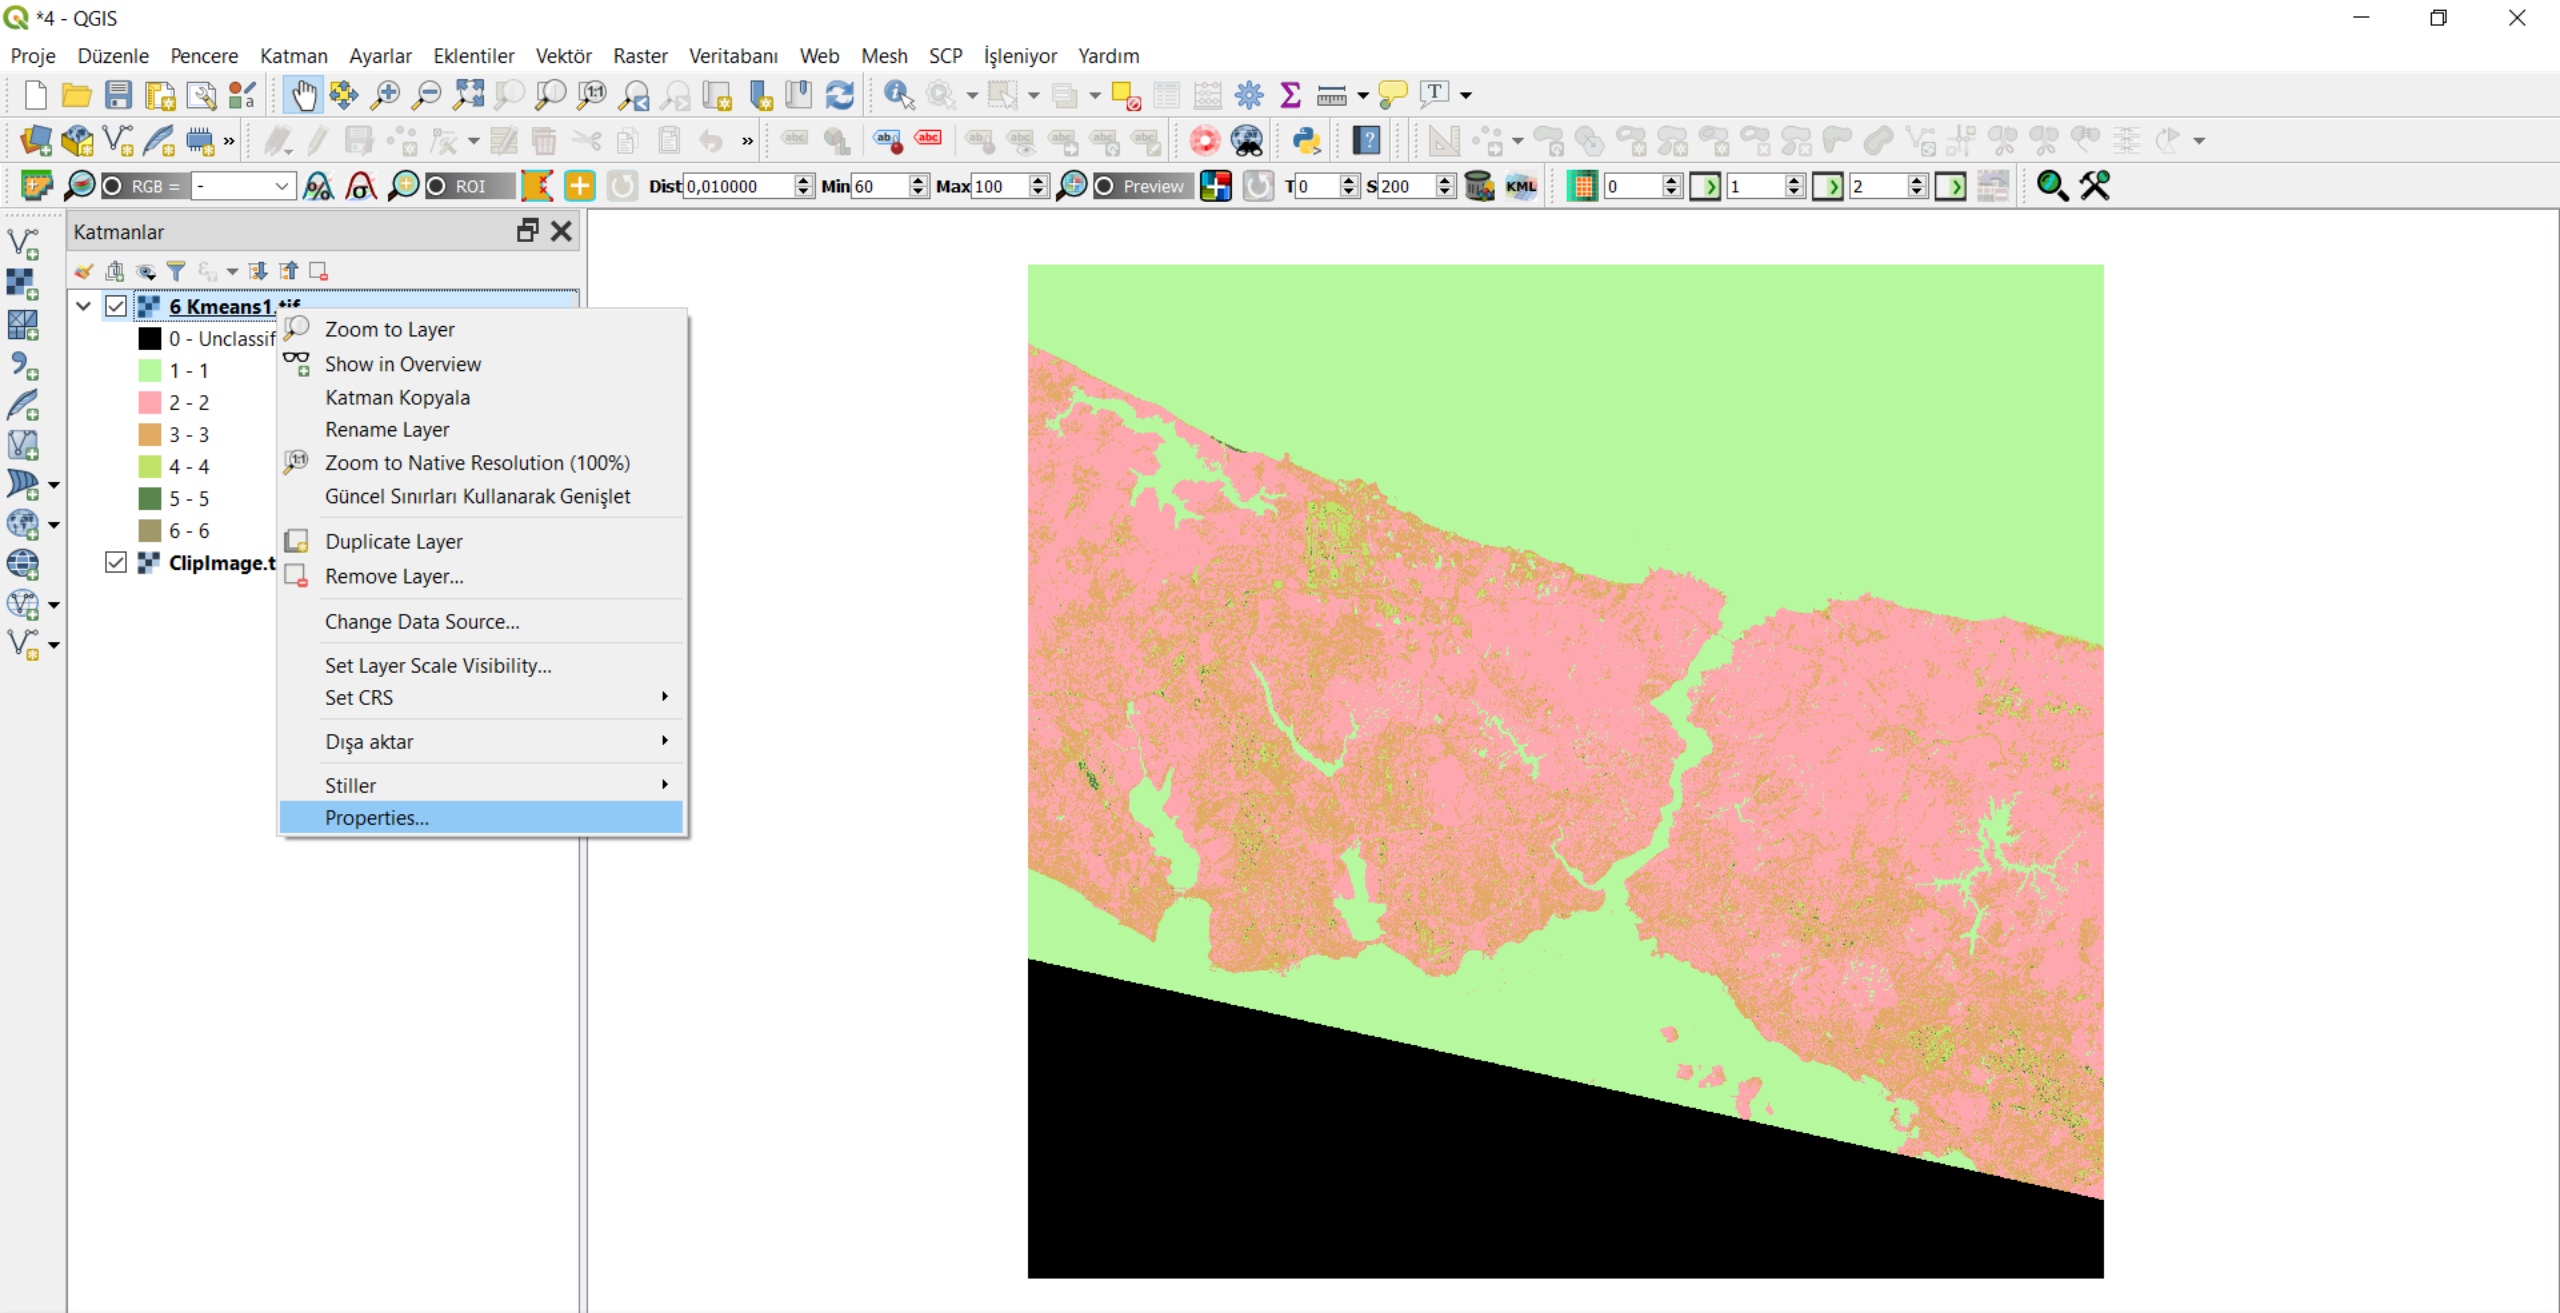 *4 - QGIS
Proje Düzenle Pencere Katman Ayarlar Eklentiler Vektör Raster Veritabanı Web Mesh SCP İşleniyor Yardım
RGB = - ROI Dist 0,010000 Min 60 Max 100 Preview T 0 S 200 KML 0 1 2
Katmanlar
6 Kmeans1.tif
0 - Unclassif
1 - 1
2 - 2
3 - 3
4 - 4
5 - 5
6 - 6
ClipImage.t
Zoom to Layer
Show in Overview
Katman Kopyala
Rename Layer
Zoom to Native Resolution (100%)
Güncel Sınırları Kullanarak Genişlet
Duplicate Layer
Remove Layer...
Change Data Source...
Set Layer Scale Visibility...
Set CRS
Dışa aktar
Stiller
Properties...